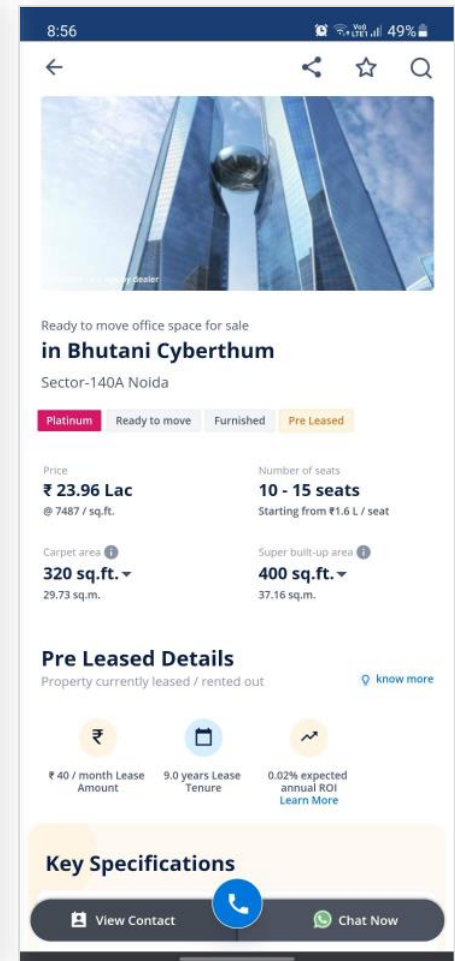 8:56
Vo)) LTE1 49%
by dealer
Ready to move office space for sale
in Bhutani Cyberthum
Sector-140A Noida
Platinum Ready to move Furnished Pre Leased
Price Number of seats
₹ 23.96 Lac 10 - 15 seats
@ 7487 / sq.ft. Starting from ₹1.6 L / seat
Carpet area Super built-up area
320 sq.ft. 400 sq.ft.
29.73 sq.m. 37.16 sq.m.
Pre Leased Details
Property currently leased / rented out know more
₹
₹ 40 / month Lease 9.0 years Lease 0.02% expected
Amount Tenure annual ROI
Learn More
Key Specifications
View Contact Chat Now